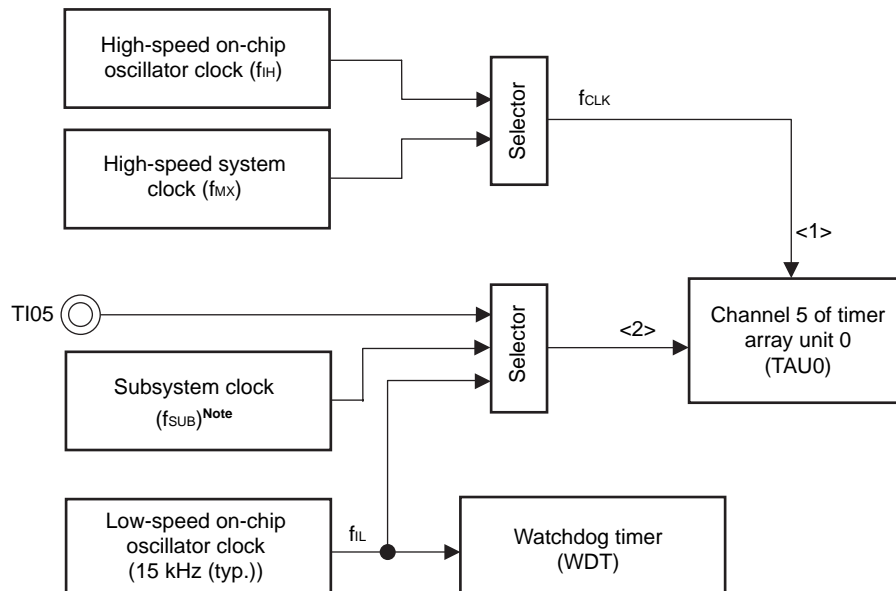 High-speed on-chip
oscillator clock (fIH)
High-speed system
clock (fMX)
Selector
fCLK
<1>
TI05
Subsystem clock
(fSUB)Note
Selector
<2>
Channel 5 of timer
array unit 0
(TAU0)
Low-speed on-chip
oscillator clock
(15 kHz (typ.))
fIL
Watchdog timer
(WDT)